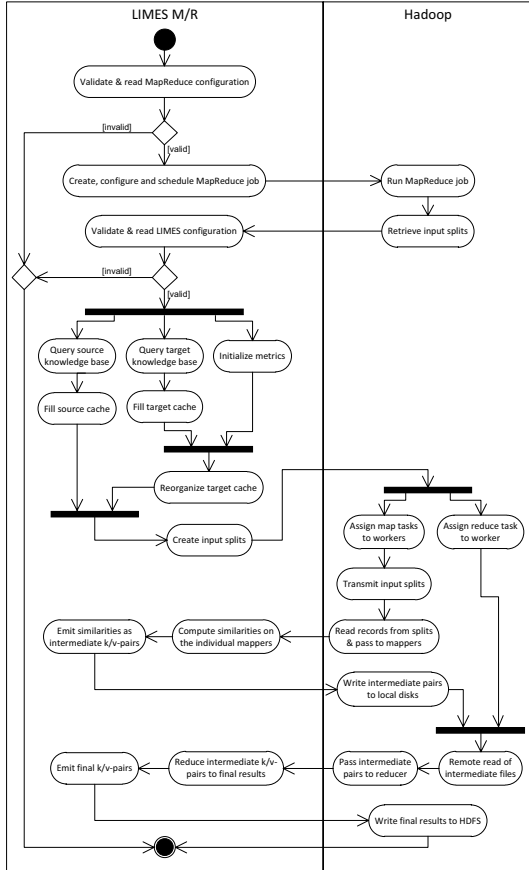 LIMES M/R
Hadoop
Validate & read MapReduce configuration
[invalid]
[valid]
Create, configure and schedule MapReduce job
Run MapReduce job
Validate & read LIMES configuration
Retrieve input splits
[invalid]
[valid]
Query source
knowledge base
Query target
knowledge base
Initialize metrics
Fill source cache
Fill target cache
Reorganize target cache
Create input splits
Assign map tasks
to workers
Assign reduce task
to worker
Transmit input splits
Emit similarities as
intermediate k/v-pairs
Compute similarities on
the individual mappers
Read records from splits
& pass to mappers
Write intermediate pairs
to local disks
Emit final k/v-pairs
Reduce intermediate k/v-
pairs to final results
Pass intermediate
pairs to reducer
Remote read of
intermediate files
Write final results to HDFS